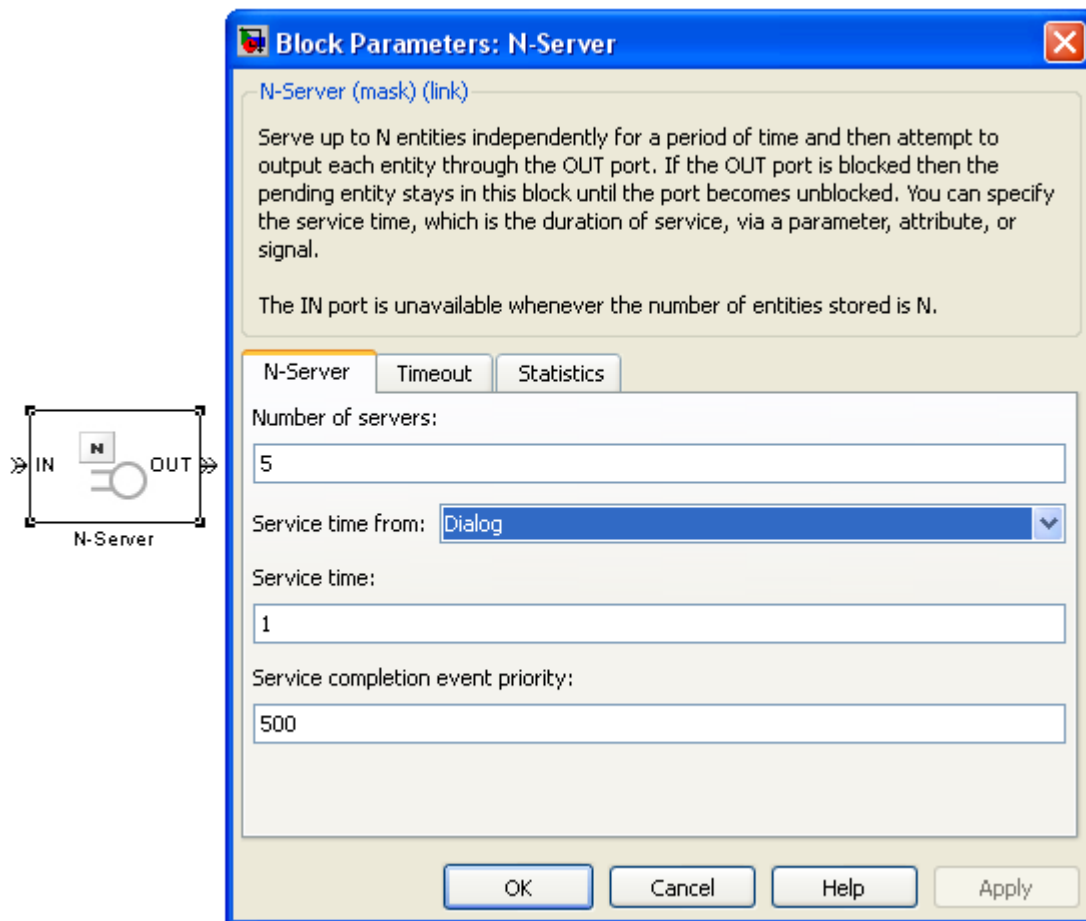 Block Parameters: N-Server
N-Server (mask) (link)
Serve up to N entities independently for a period of time and then attempt to
output each entity through the OUT port. If the OUT port is blocked then the
pending entity stays in this block until the port becomes unblocked. You can specify
the service time, which is the duration of service, via a parameter, attribute, or
signal.
The IN port is unavailable whenever the number of entities stored is N.
N-Server Timeout Statistics
Number of servers:
5
Service time from: Dialog
Service time:
1
Service completion event priority:
500
OK Cancel Help Apply
N
IN OUT
N-Server